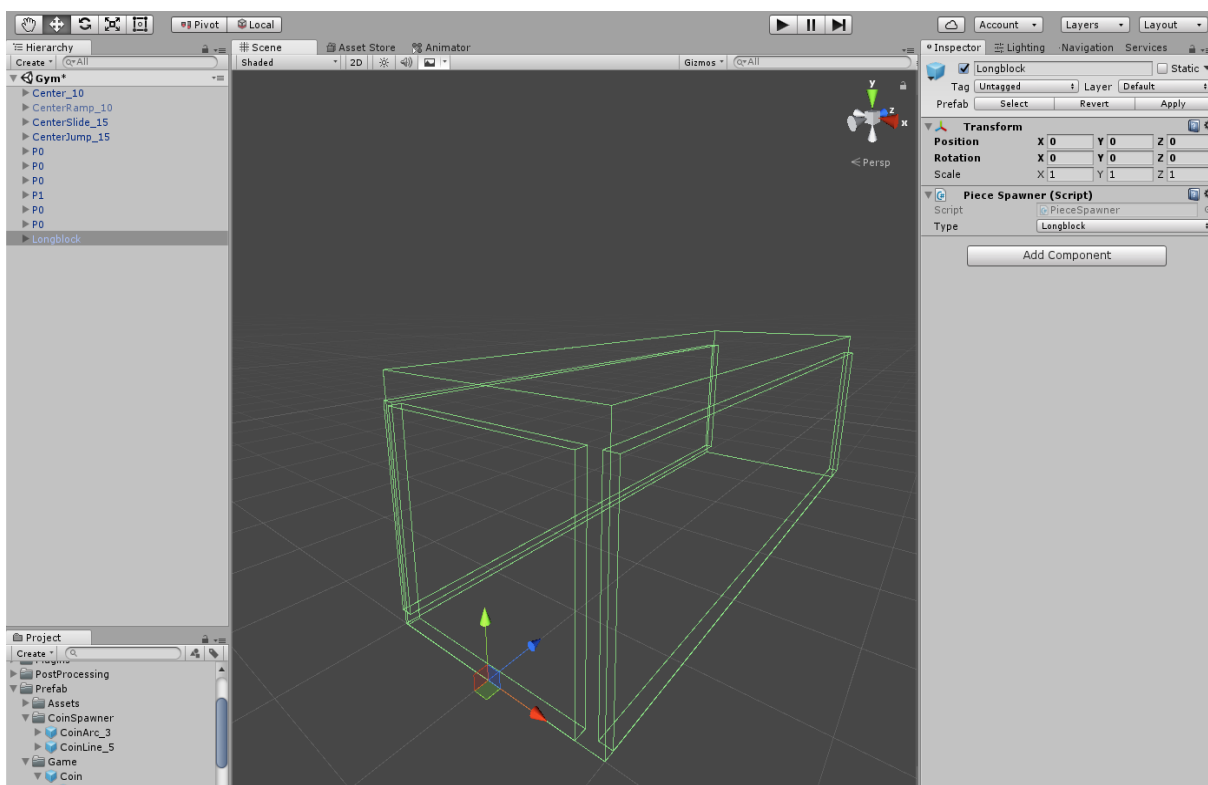 Pivot Local Account Layers Layout
Hierarchy Scene Asset Store Animator Inspector Lighting Navigation Services
Create All Shaded 2D Gizmos All
Gym*
Center_10
CenterRamp_10
CenterSlide_15
CenterJump_15
P0
P0
P0
P1
P0
P0
Longblock
y
z
x
Persp
Longblock Static
Tag Untagged Layer Default
Prefab Select Revert Apply
Transform
Position X 0 Y 0 Z 0
Rotation X 0 Y 0 Z 0
Scale X 1 Y 1 Z 1
Piece Spawner (Script)
Script PieceSpawner
Type Longblock
Add Component
Project
Create
PostProcessing
Prefab
Assets
CoinSpawner
CoinArc_3
CoinLine_5
Game
Coin